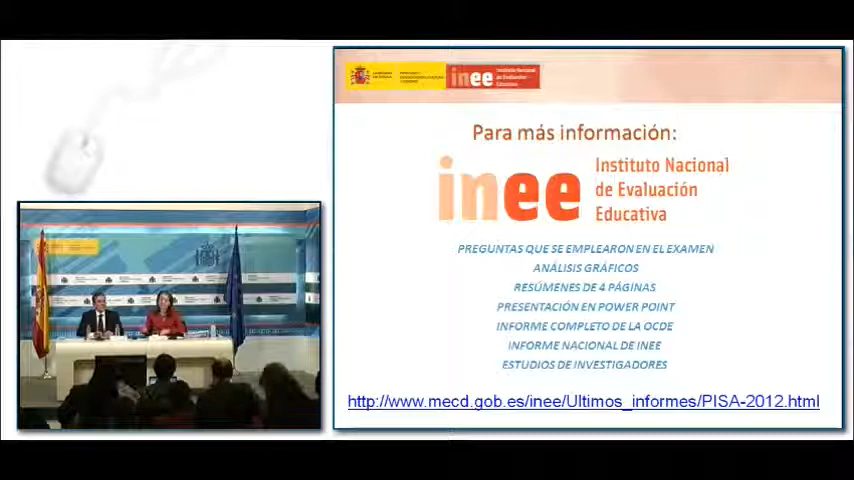 inee
Instituto Nacional
de Evaluación
Educativa
Para más información:
inee
Instituto Nacional
de Evaluación
Educativa
PREGUNTAS QUE SE EMPLEARON EN EL EXAMEN
ANÁLISIS GRÁFICOS
RESÚMENES DE 4 PÁGINAS
PRESENTACIÓN EN POWER POINT
INFORME COMPLETO DE LA OCDE
INFORME NACIONAL DE INEE
ESTUDIOS DE INVESTIGADORES
http://www.mecd.gob.es/inee/Ultimos_informes/PISA-2012.html